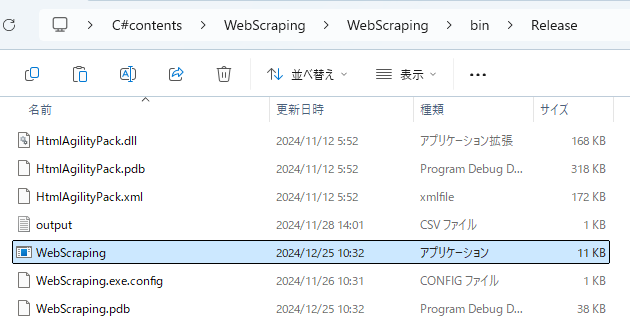 C#contents > WebScraping > WebScraping > bin > Release
並べ替え 表示 ...
名前 更新日時 種類 サイズ
HtmlAgilityPack.dll 2024/11/12 5:52 アプリケーション拡張 168 KB
HtmlAgilityPack.pdb 2024/11/12 5:52 Program Debug D... 318 KB
HtmlAgilityPack.xml 2024/11/12 5:52 xmlfile 172 KB
output 2024/11/28 14:01 CSV ファイル 1 KB
WebScraping 2024/12/25 10:32 アプリケーション 11 KB
WebScraping.exe.config 2024/11/26 10:31 CONFIG ファイル 1 KB
WebScraping.pdb 2024/12/25 10:32 Program Debug D... 38 KB